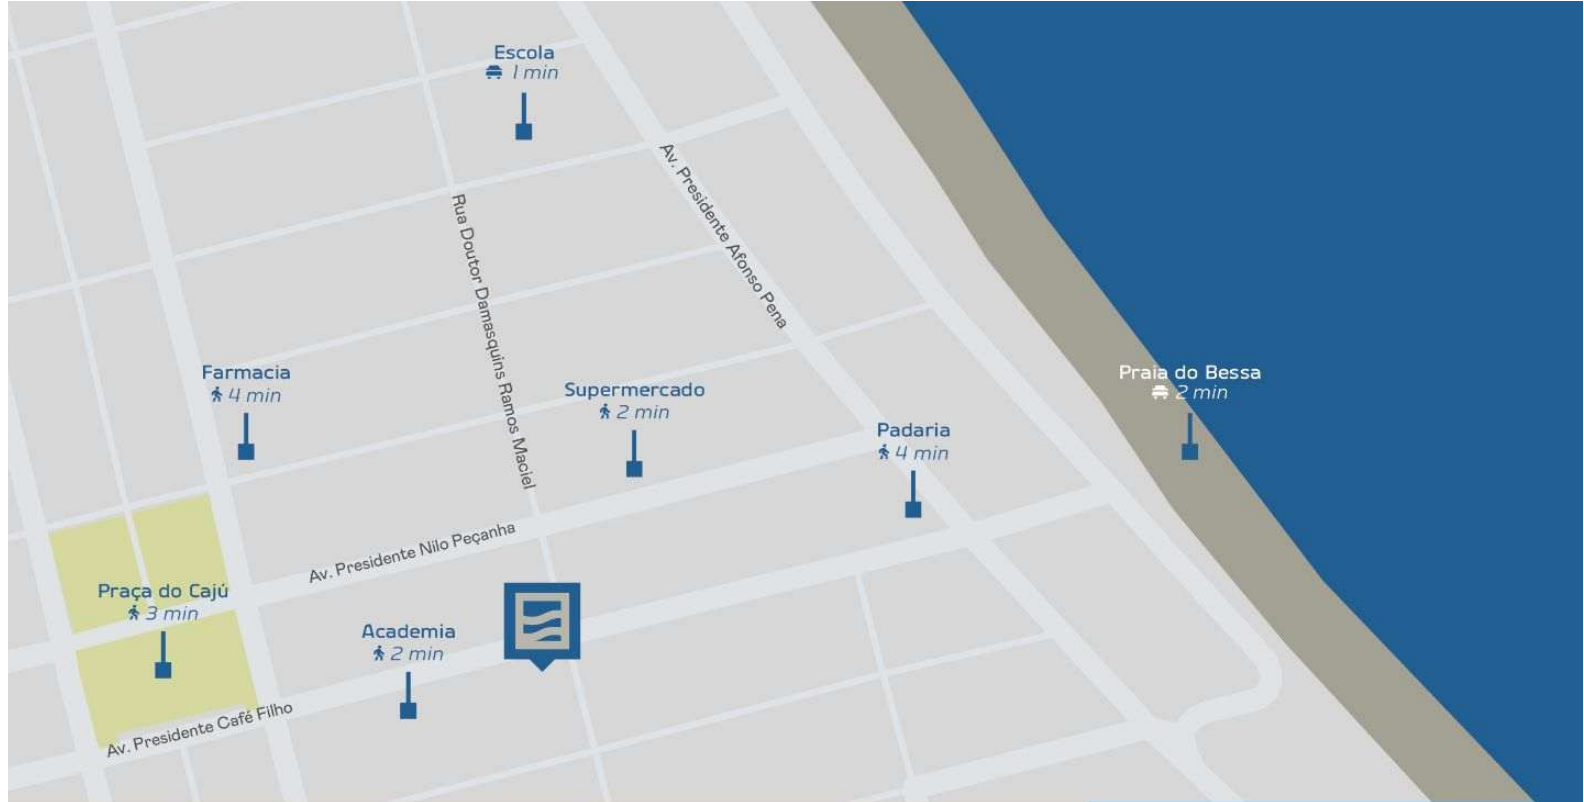 Escola
1 min
Av. Presidente Afonso Pena
Rua Doutor Damasquins Ramos Maciel
Farmacia
4 min
Supermercado
2 min
Praia do Bessa
2 min
Padaria
4 min
Av. Presidente Nilo Peçanha
Praça do Cajú
3 min
Academia
2 min
Av. Presidente Café Filho